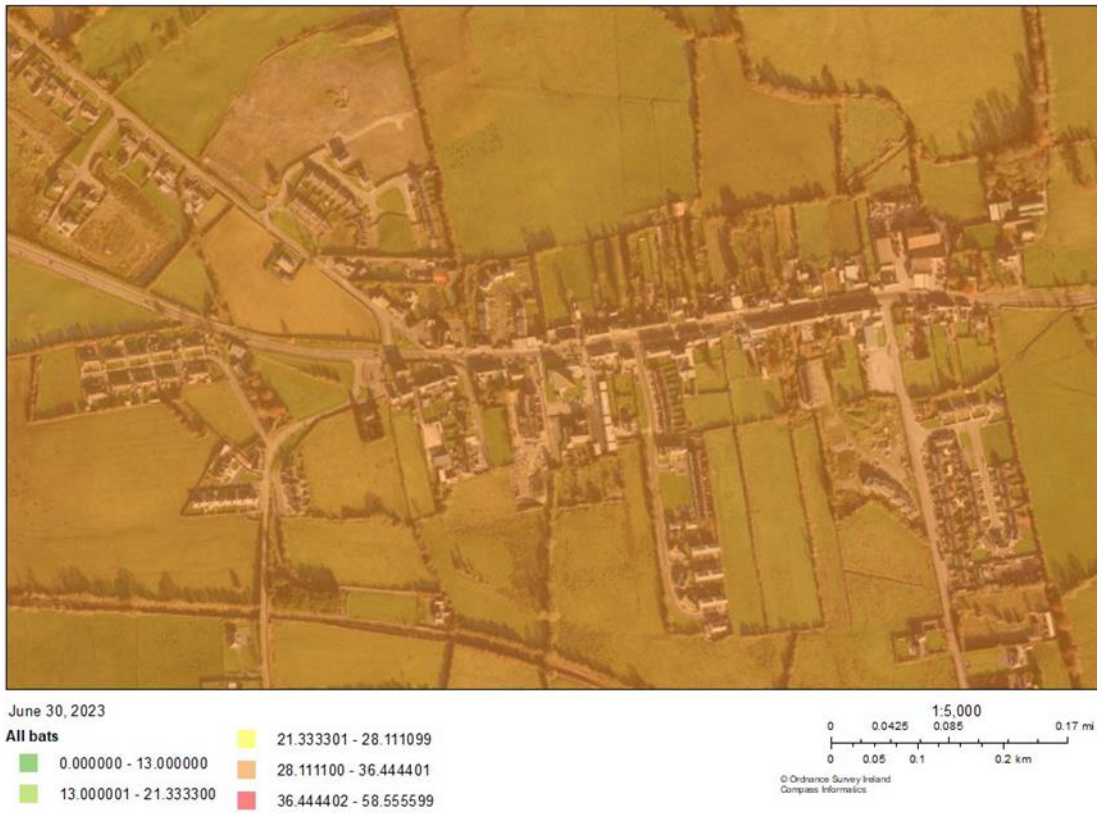 June 30, 2023
All bats
0.000000 - 13.000000
13.000001 - 21.333300
21.333301 - 28.111099
28.111100 - 36.444401
36.444402 - 58.555599
1:5,000
0 0.0425 0.085 0.17 mi
0 0.05 0.1 0.2 km
© Ordnance Survey Ireland
Compass Informatics